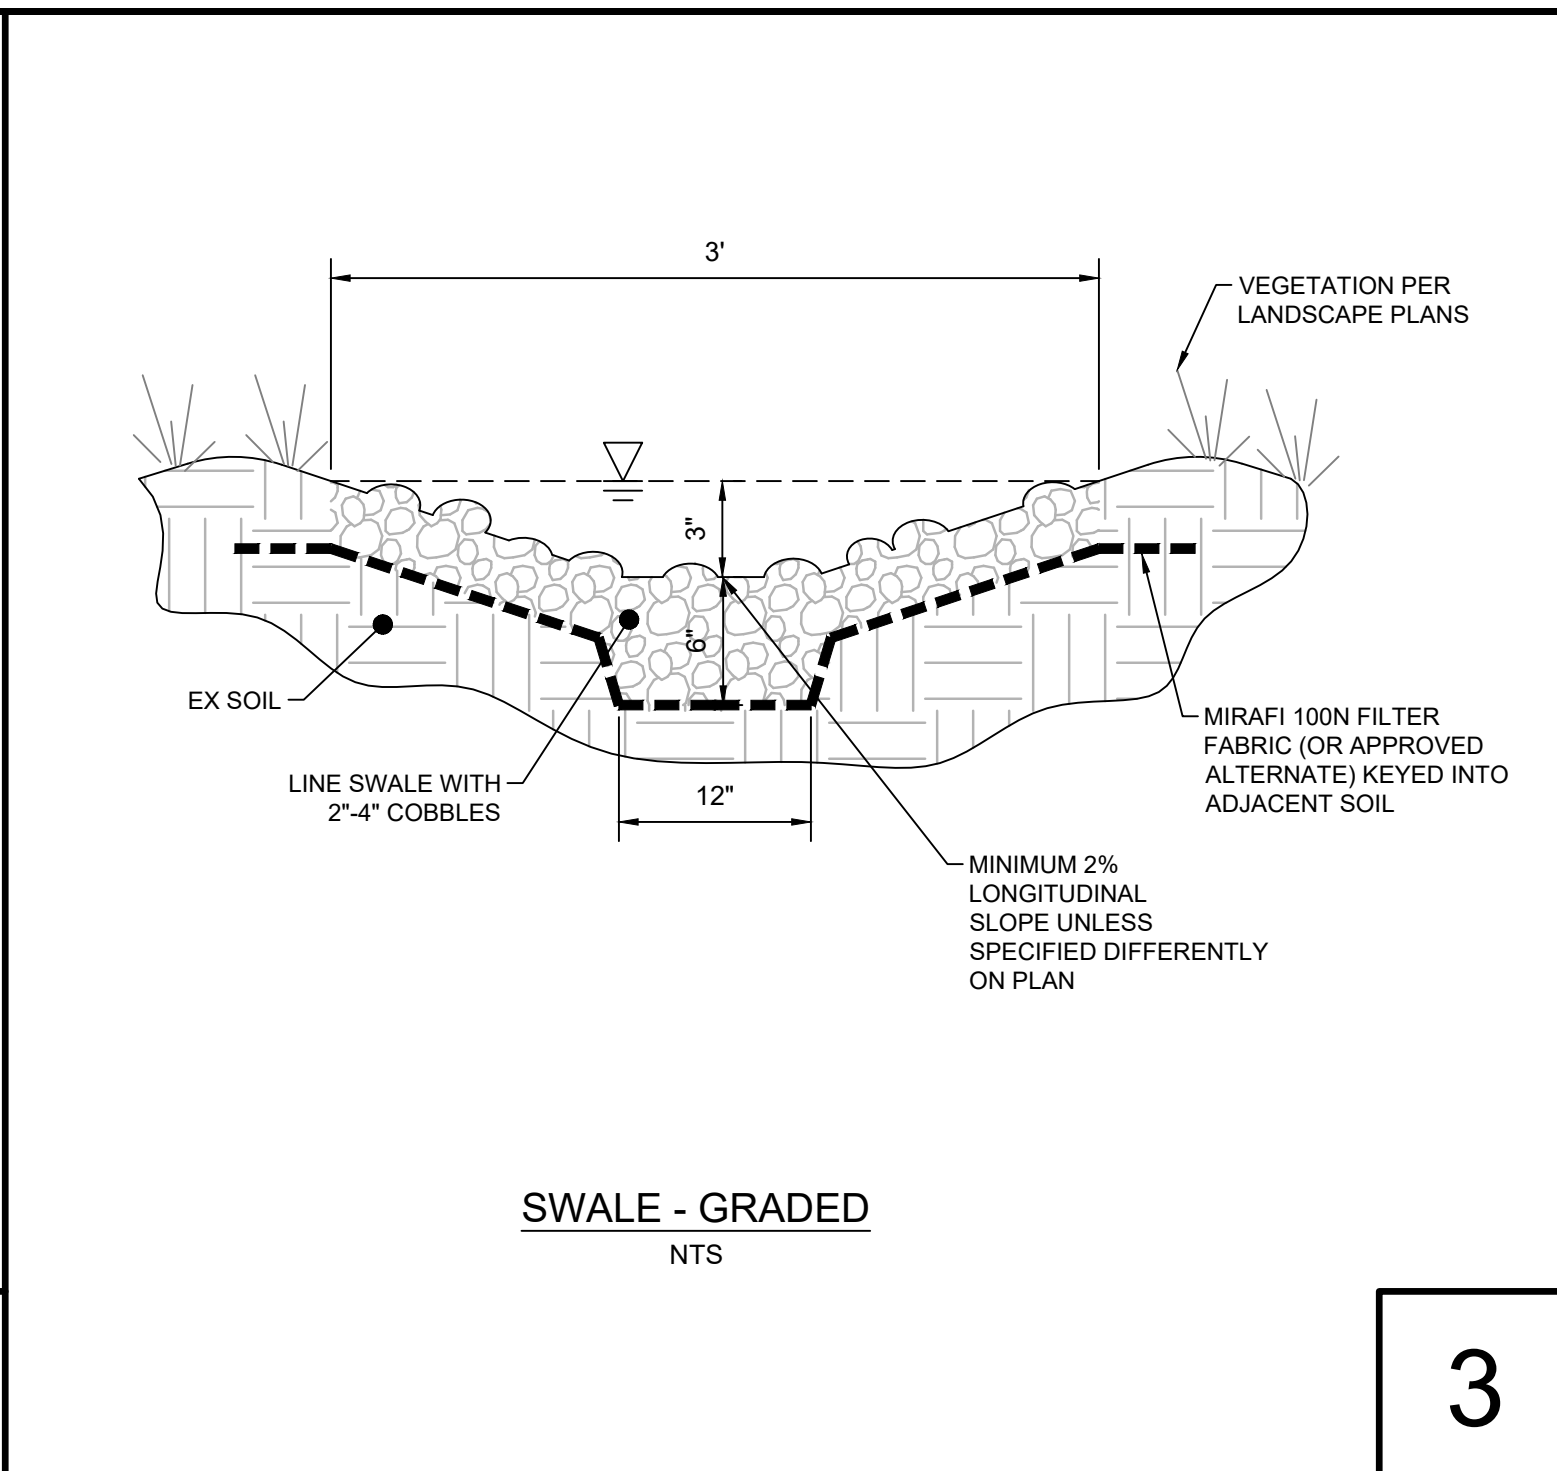 3'
VEGETATION PER
LANDSCAPE PLANS
3"
6"
EX SOIL
MIRAFI 100N FILTER
FABRIC (OR APPROVED
ALTERNATE) KEYED INTO
ADJACENT SOIL
LINE SWALE WITH
2"-4" COBBLES
12"
MINIMUM 2%
LONGITUDINAL
SLOPE UNLESS
SPECIFIED DIFFERENTLY
ON PLAN
SWALE - GRADED
NTS
3